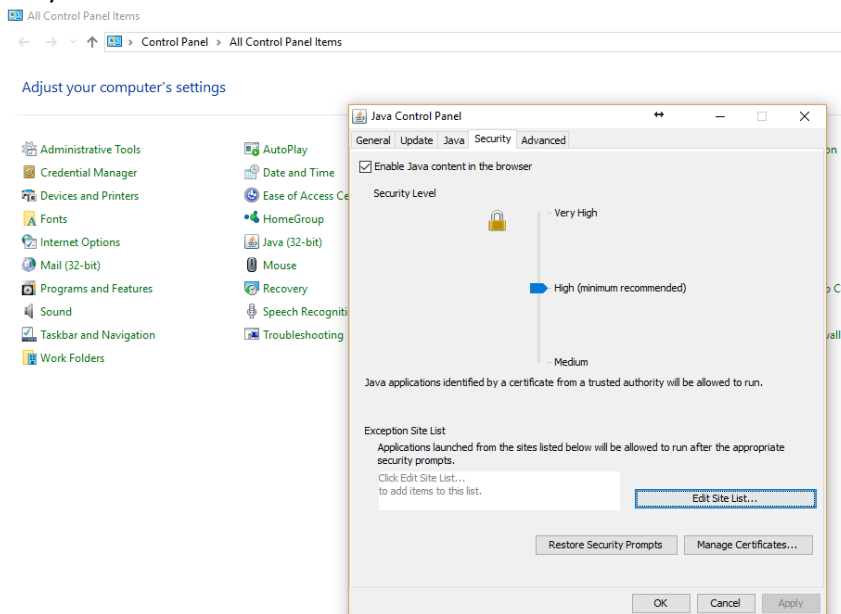 All Control Panel Items
Control Panel > All Control Panel Items
Adjust your computer's settings
Administrative Tools
Credential Manager
Devices and Printers
Fonts
Internet Options
Mail (32-bit)
Programs and Features
Sound
Taskbar and Navigation
Work Folders
AutoPlay
Date and Time
Ease of Access Ce
HomeGroup
Java (32-bit)
Mouse
Recovery
Speech Recogniti
Troubleshooting
Java Control Panel
General Update Java Security Advanced
Enable Java content in the browser
Security Level
- Very High
- High (minimum recommended)
- Medium
Java applications identified by a certificate from a trusted authority will be allowed to run.
Exception Site List
Applications launched from the sites listed below will be allowed to run after the appropriate
security prompts.
Click Edit Site List...
to add items to this list.
Edit Site List...
Restore Security Prompts Manage Certificates...
OK Cancel Apply